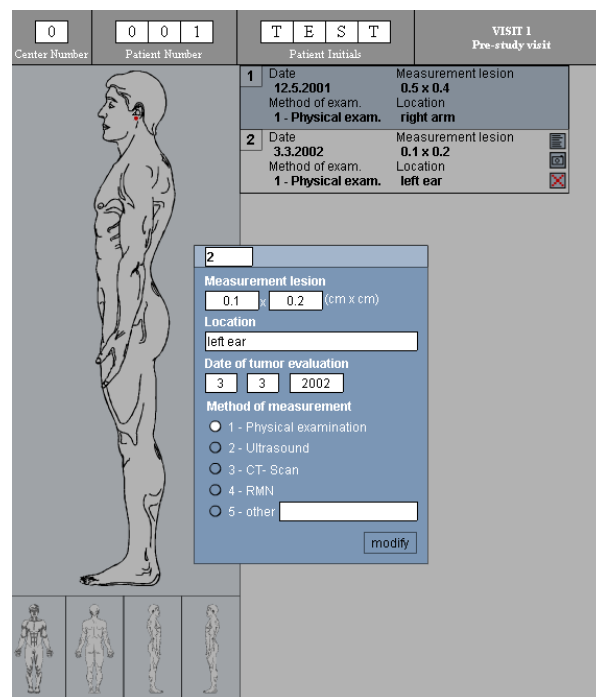 0 0 0 1 T E S T VISIT 1
Center Number Patient Number Patient Initials Pre-study visit
1 Date Measurement lesion
12.5.2001 0.5 x 0.4
Method of exam. Location
1 - Physical exam. right arm
2 Date Measurement lesion
3.3.2002 0.1 x 0.2
Method of exam. Location
1 - Physical exam. left ear
2
Measurement lesion
0.1 x 0.2 (cm x cm)
Location
left ear
Date of tumor evaluation
3 3 2002
Method of measurement
1 - Physical examination
2 - Ultrasound
3 - CT- Scan
4 - RMN
5 - other
modify